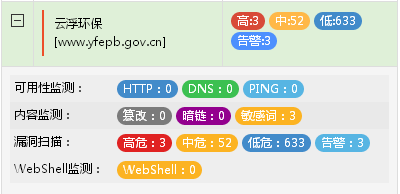 云浮环保
[www.yfepb.gov.cn]
高:3 中:52 低:633
告警:3
可用性监测： HTTP：0 DNS：0 PING：0
内容监测： 篡改：0 暗链：0 敏感词：3
漏洞扫描： 高危：3 中危：52 低危：633 告警：3
WebShell监测： WebShell：0